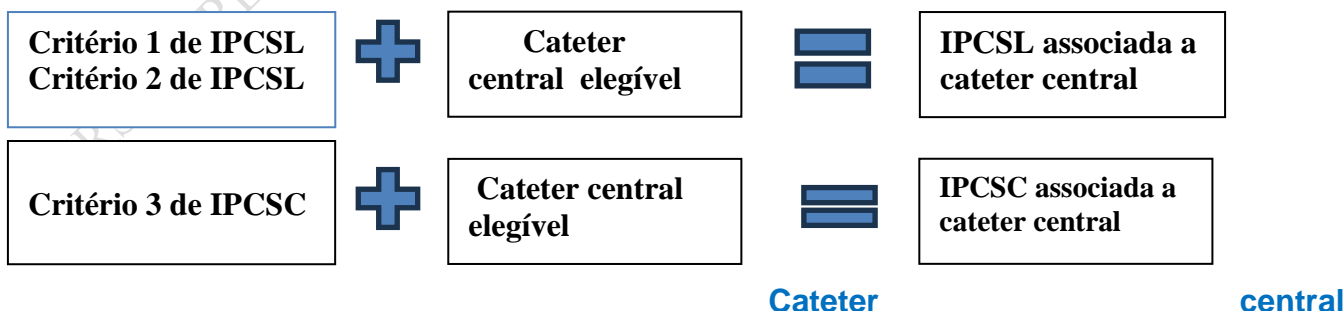 Critério 1 de IPCSL
Critério 2 de IPCSL
Cateter
central elegível
IPCSL associada a
cateter central
Critério 3 de IPCSC
Cateter central
elegível
IPCSC associada a
cateter central
Cateter central